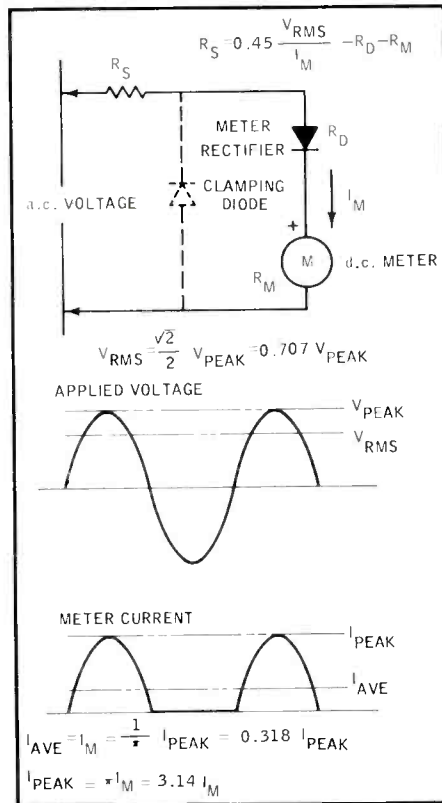 R_S = 0.45 V_RMS / I_M - R_D - R_M
R_S
METER RECTIFIER
R_D
CLAMPING DIODE
a.c. VOLTAGE
I_M
+
M
R_M
d.c. METER
V_RMS = √2 / 2 V_PEAK = 0.707 V_PEAK
APPLIED VOLTAGE
V_PEAK
V_RMS
METER CURRENT
I_PEAK
I_AVE
I_AVE = I_M = 1 / π I_PEAK = 0.318 I_PEAK
I_PEAK = π I_M = 3.14 I_M